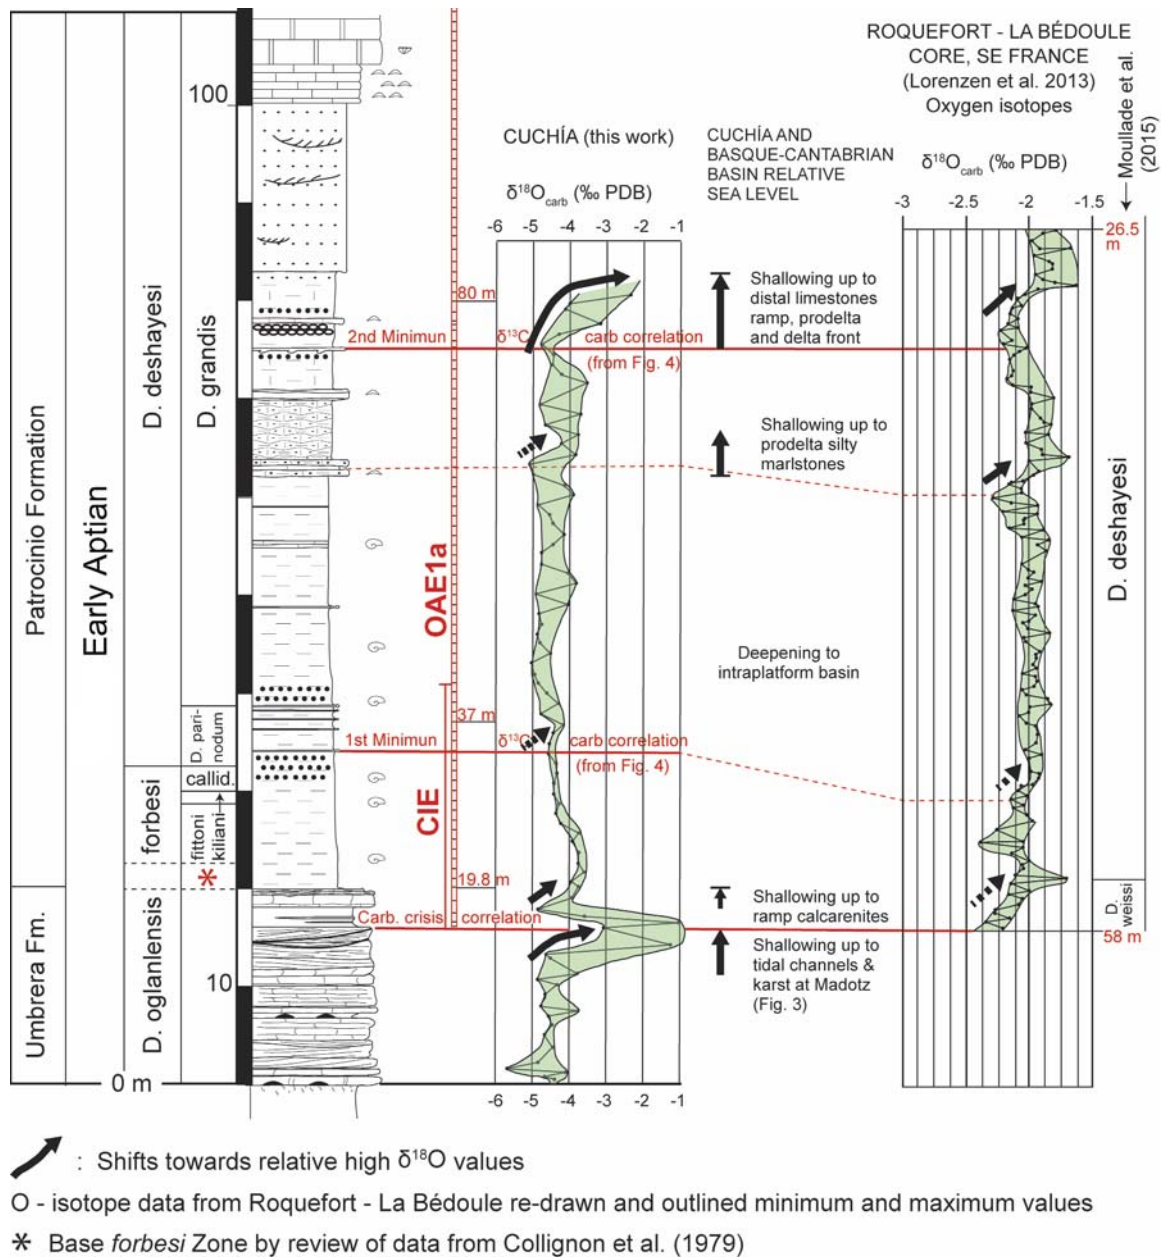 ROQUEFORT - LA BÉDOULE
CORE, SE FRANCE
(Lorenzen et al. 2013)
Oxygen isotopes
Moullade et al.
(2015)
CUCHÍA (this work)
CUCHÍA AND
BASQUE-CANTABRIAN
BASIN RELATIVE
SEA LEVEL
δ18Ocarb (‰ PDB)
δ18Ocarb (‰ PDB)
-6 -5 -4 -3 -2 -1
-3 -2.5 -2 -1.5
26.5
m
100
80 m
Shallowing up to
distal limestones
ramp, prodelta
and delta front
2nd Minimun δ13C carb correlation
(from Fig. 4)
Shallowing up to
prodelta silty
marlstones
Patrocinio Formation
Early Aptian
D. deshayesi
D. grandis
OAE1a
D. deshayesi
Deepening to
intraplatform basin
37 m
1st Minimun δ13C carb correlation
(from Fig. 4)
D. pari-
nodum
callid.
forbesi
fittoni
kiliani
*
CIE
19.8 m
Shallowing up to
ramp calcarenites
Carb. crisis correlation
D.
weissi
58 m
Shallowing up to
tidal channels &
karst at Madotz
(Fig. 3)
Umbrera Fm.
D. oglanlensis
10
0 m
-6 -5 -4 -3 -2 -1
: Shifts towards relative high δ18O values
O - isotope data from Roquefort - La Bédoule re-drawn and outlined minimum and maximum values
* Base forbesi Zone by review of data from Collignon et al. (1979)